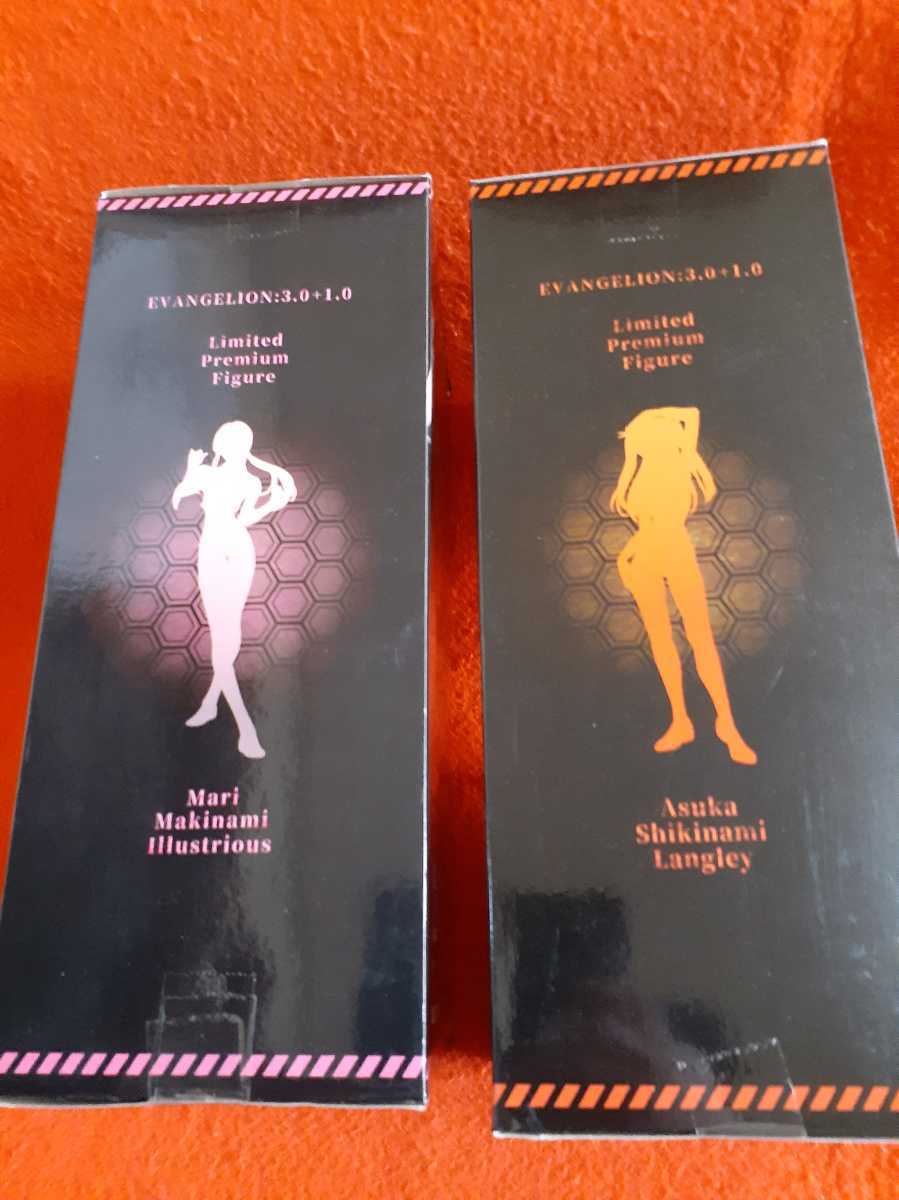 EVANGELION:3.0+1.0
Limited
Premium
Figure
Mari
Makinami
Illustrious
EVANGELION:3.0+1.0
Limited
Premium
Figure
Asuka
Shikinami
Langley